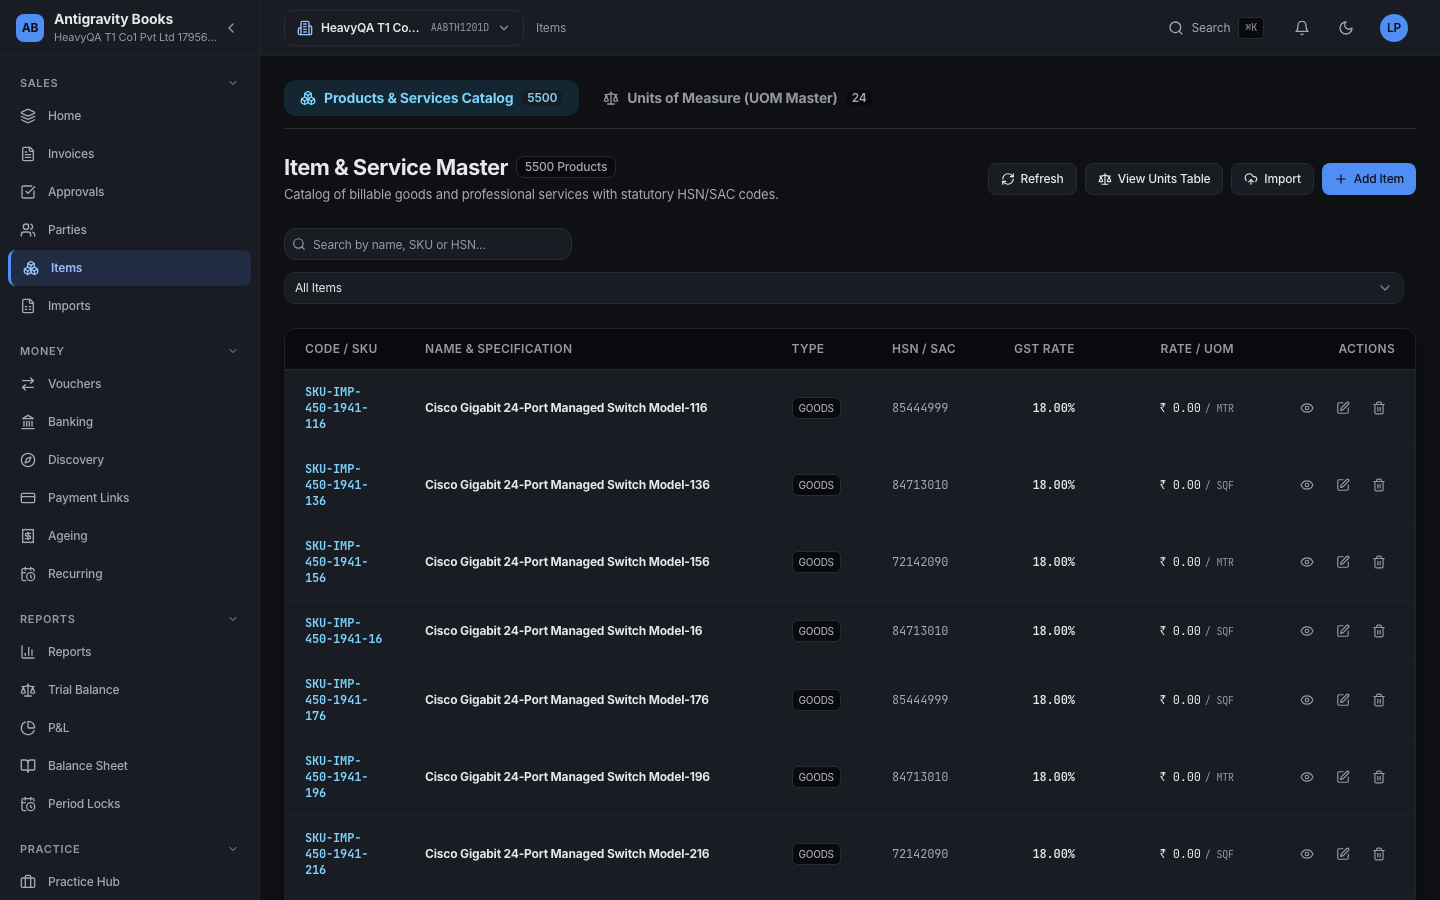 AB
Antigravity Books
HeavyQA T1 Co1 Pvt Ltd 17956...
HeavyQA T1 Co... AABTH1201D
Items
Search ⌘K
LP
SALES
Home
Invoices
Approvals
Parties
Items
Imports
MONEY
Vouchers
Banking
Discovery
Payment Links
Ageing
Recurring
REPORTS
Reports
Trial Balance
P&L
Balance Sheet
Period Locks
PRACTICE
Practice Hub
Products & Services Catalog 5500
Units of Measure (UOM Master) 24
Item & Service Master 5500 Products
Catalog of billable goods and professional services with statutory HSN/SAC codes.
Refresh
View Units Table
Import
Add Item
Search by name, SKU or HSN...
All Items
CODE / SKU NAME & SPECIFICATION TYPE HSN / SAC GST RATE RATE / UOM ACTIONS
SKU-IMP-
450-1941-
116
Cisco Gigabit 24-Port Managed Switch Model-116 GOODS 85444999 18.00% ₹ 0.00 / MTR
SKU-IMP-
450-1941-
136
Cisco Gigabit 24-Port Managed Switch Model-136 GOODS 84713010 18.00% ₹ 0.00 / SQF
SKU-IMP-
450-1941-
156
Cisco Gigabit 24-Port Managed Switch Model-156 GOODS 72142090 18.00% ₹ 0.00 / MTR
SKU-IMP-
450-1941-16
Cisco Gigabit 24-Port Managed Switch Model-16 GOODS 84713010 18.00% ₹ 0.00 / SQF
SKU-IMP-
450-1941-
176
Cisco Gigabit 24-Port Managed Switch Model-176 GOODS 85444999 18.00% ₹ 0.00 / SQF
SKU-IMP-
450-1941-
196
Cisco Gigabit 24-Port Managed Switch Model-196 GOODS 84713010 18.00% ₹ 0.00 / MTR
SKU-IMP-
450-1941-
216
Cisco Gigabit 24-Port Managed Switch Model-216 GOODS 72142090 18.00% ₹ 0.00 / SQF